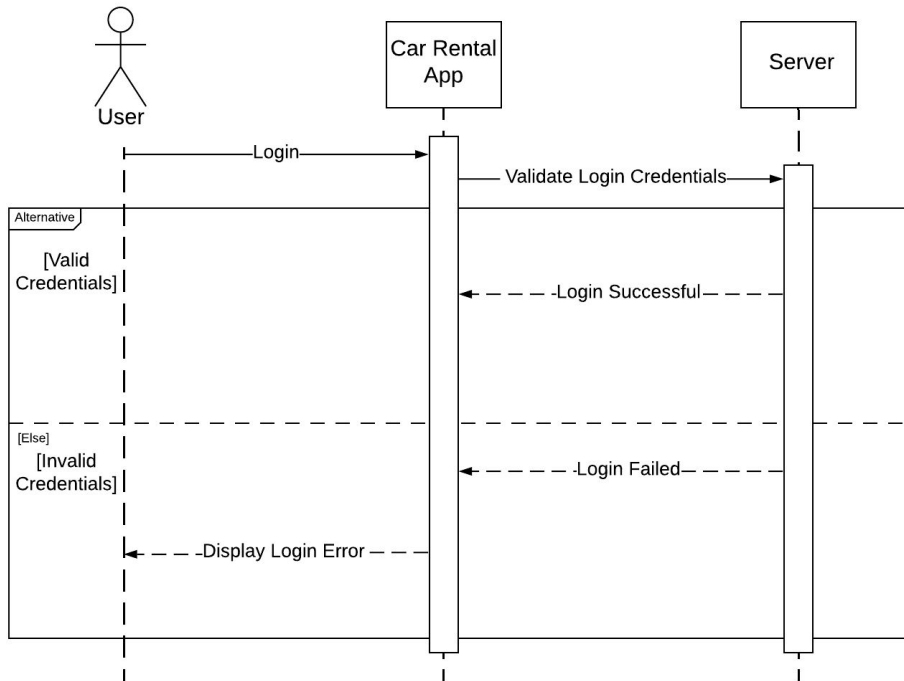 Car Rental
App
Server
User
Login
Validate Login Credentials
Alternative
[Valid
Credentials]
Login Successful
[Else]
[Invalid
Credentials]
Login Failed
Display Login Error